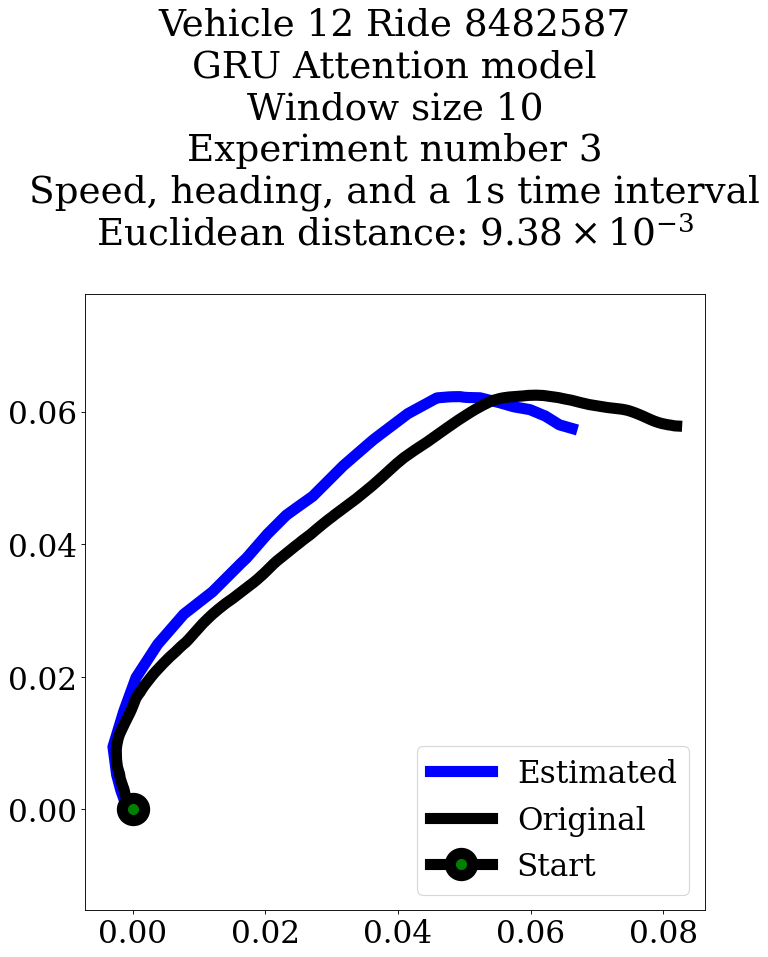 Vehicle 12 Ride 8482587
GRU Attention model
Window size 10
Experiment number 3
Speed, heading, and a 1s time interval
Euclidean distance: 9.38 × 10⁻³
0.06
0.04
0.02
0.00
Estimated
Original
Start
0.00 0.02 0.04 0.06 0.08